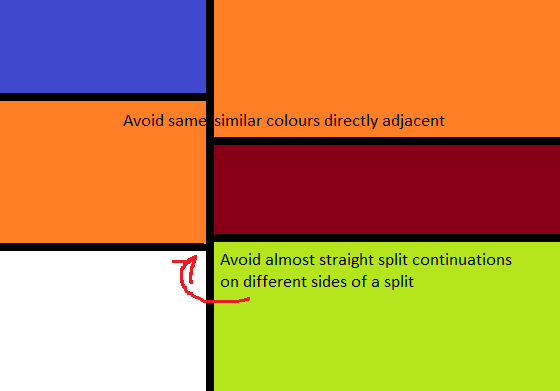 Avoid same similar colours directly adjacent
Avoid almost straight split continuations
on different sides of a split